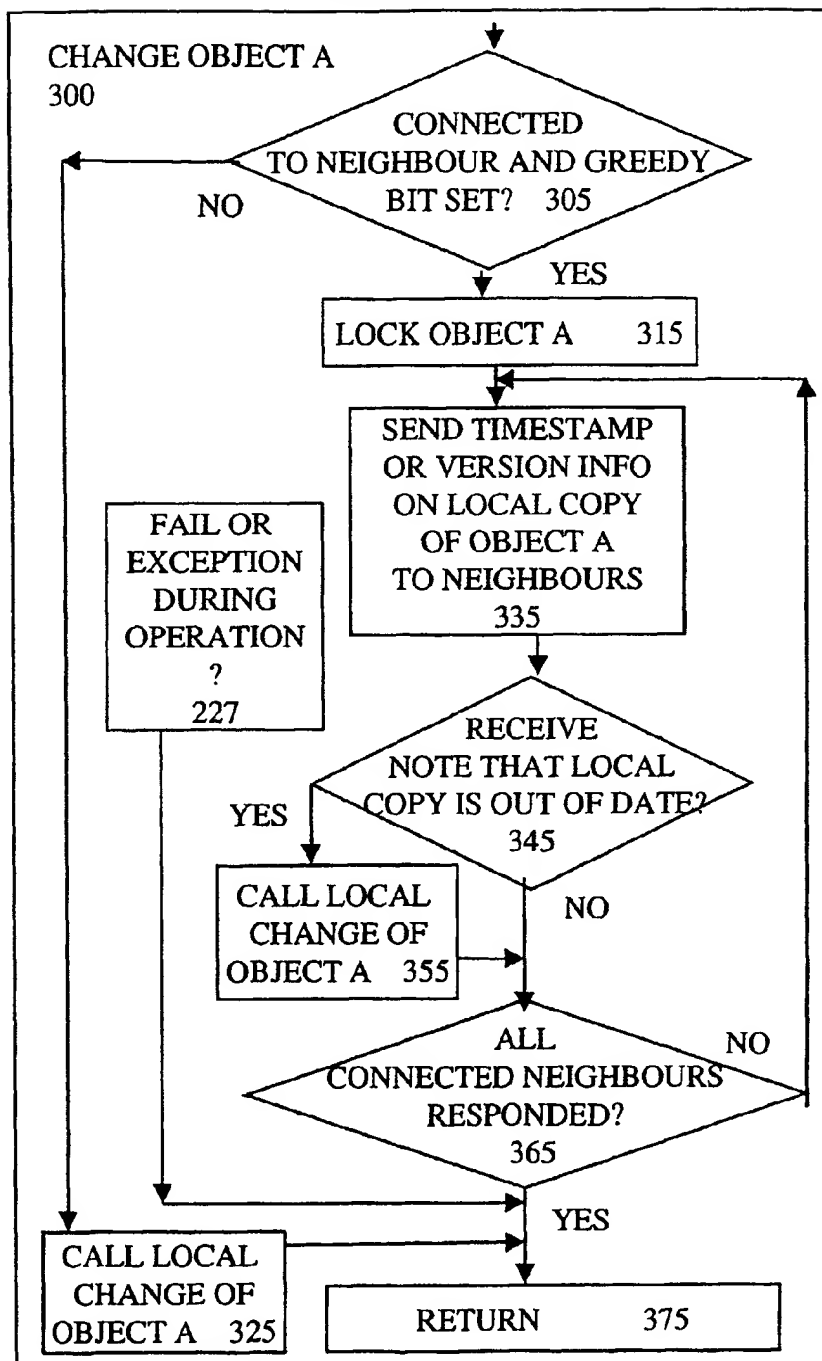 CHANGE OBJECT A
300
CONNECTED
TO NEIGHBOUR AND GREEDY
BIT SET? 305
NO
YES
LOCK OBJECT A 315
SEND TIMESTAMP
OR VERSION INFO
ON LOCAL COPY
OF OBJECT A
TO NEIGHBOURS
335
FAIL OR
EXCEPTION
DURING
OPERATION
?
227
RECEIVE
NOTE THAT LOCAL
COPY IS OUT OF DATE?
345
YES
NO
CALL LOCAL
CHANGE OF
OBJECT A 355
ALL
CONNECTED NEIGHBOURS
RESPONDED?
365
NO
YES
CALL LOCAL
CHANGE OF
OBJECT A 325
RETURN 375